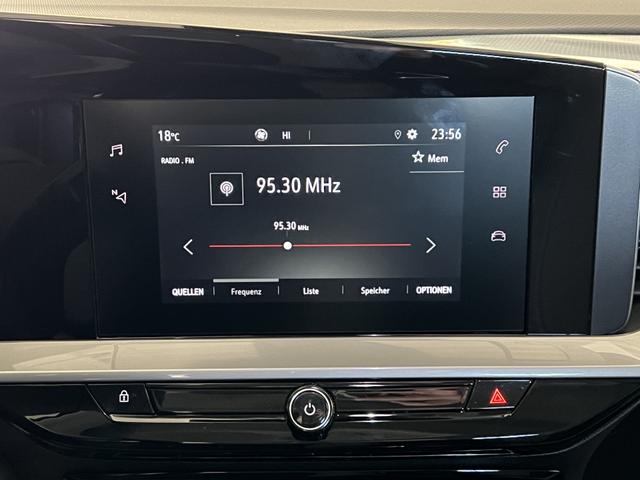 18°C HI 23:56
RADIO . FM
Mem
95.30 MHz
95.30 MHz
N
QUELLEN Frequenz Liste Speicher OPTIONEN